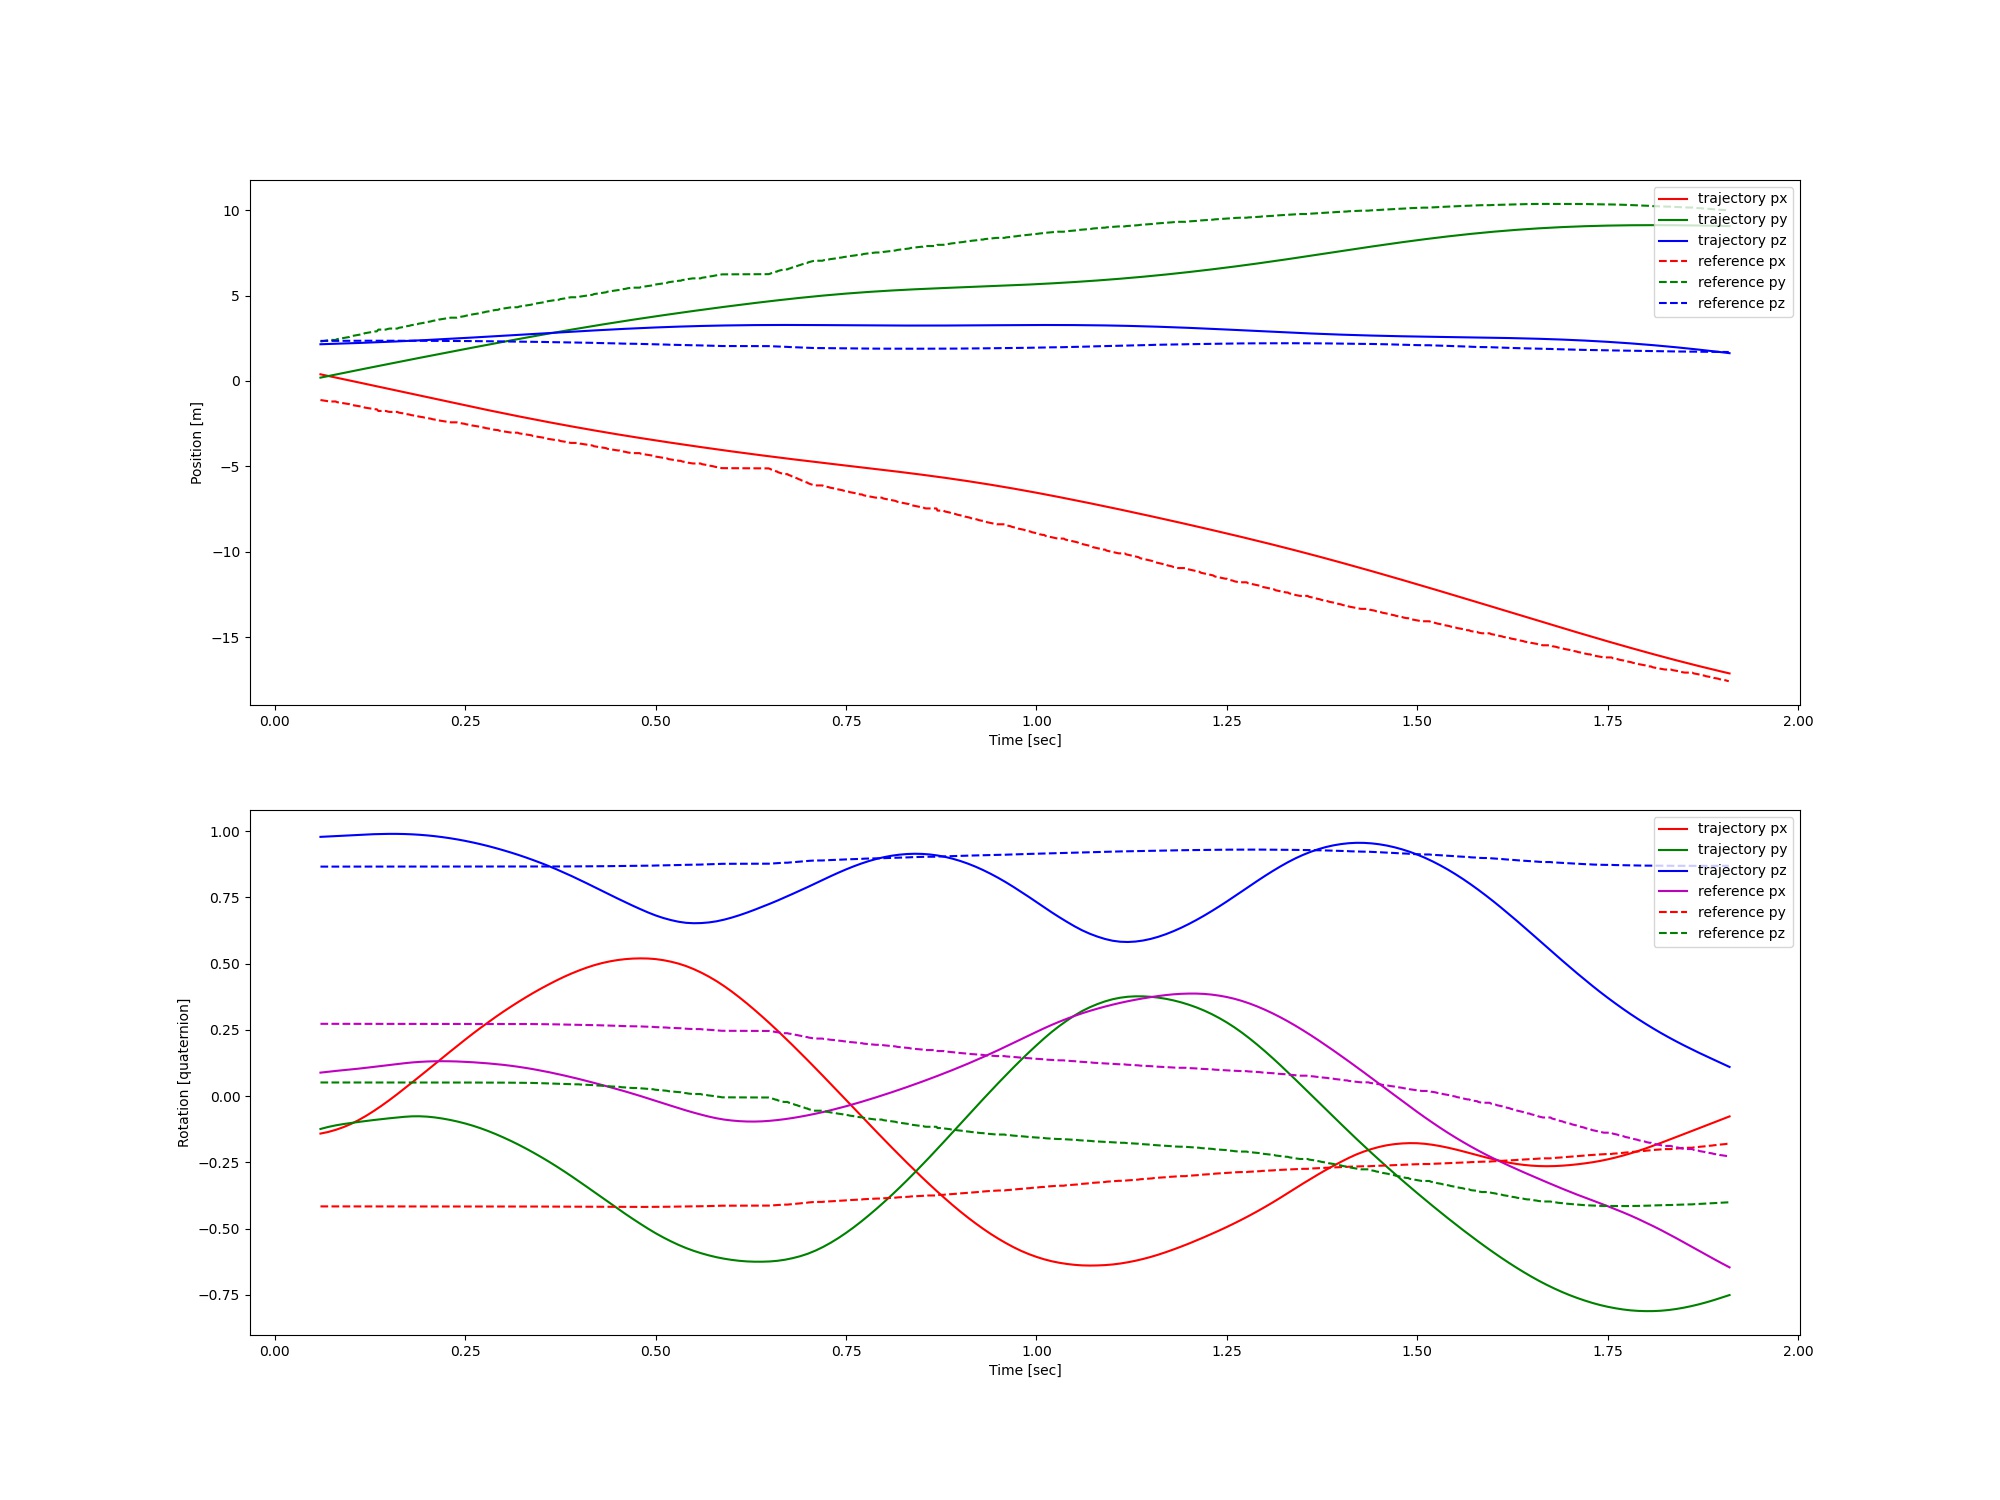 10
5
0
−5
−10
−15
Position [m]
trajectory px
trajectory py
trajectory pz
reference px
reference py
reference pz
0.00 0.25 0.50 0.75 1.00 1.25 1.50 1.75 2.00
Time [sec]
1.00
0.75
0.50
0.25
0.00
−0.25
−0.50
−0.75
Rotation [quaternion]
trajectory px
trajectory py
trajectory pz
reference px
reference py
reference pz
0.00 0.25 0.50 0.75 1.00 1.25 1.50 1.75 2.00
Time [sec]